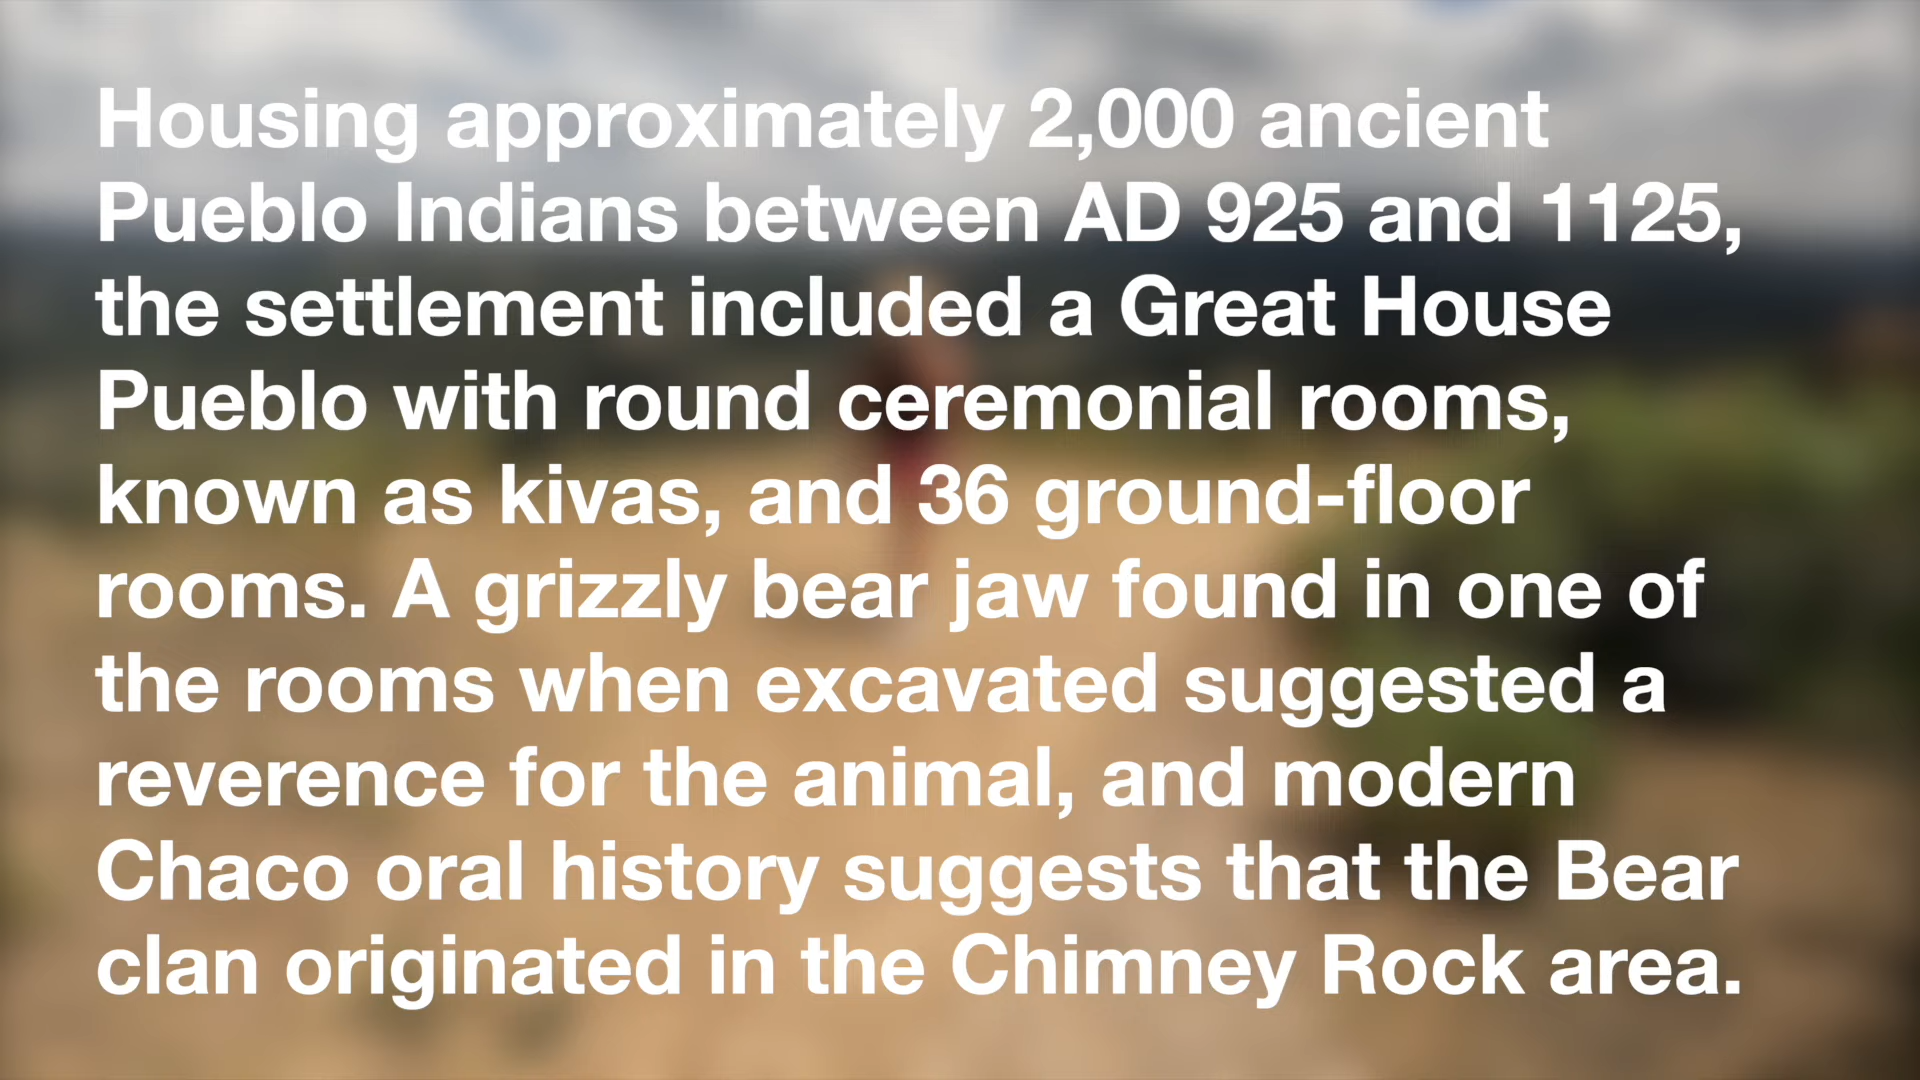 Housing approximately 2,000 ancient
Pueblo Indians between AD 925 and 1125,
the settlement included a Great House
Pueblo with round ceremonial rooms,
known as kivas, and 36 ground-floor
rooms. A grizzly bear jaw found in one of
the rooms when excavated suggested a
reverence for the animal, and modern
Chaco oral history suggests that the Bear
clan originated in the Chimney Rock area.